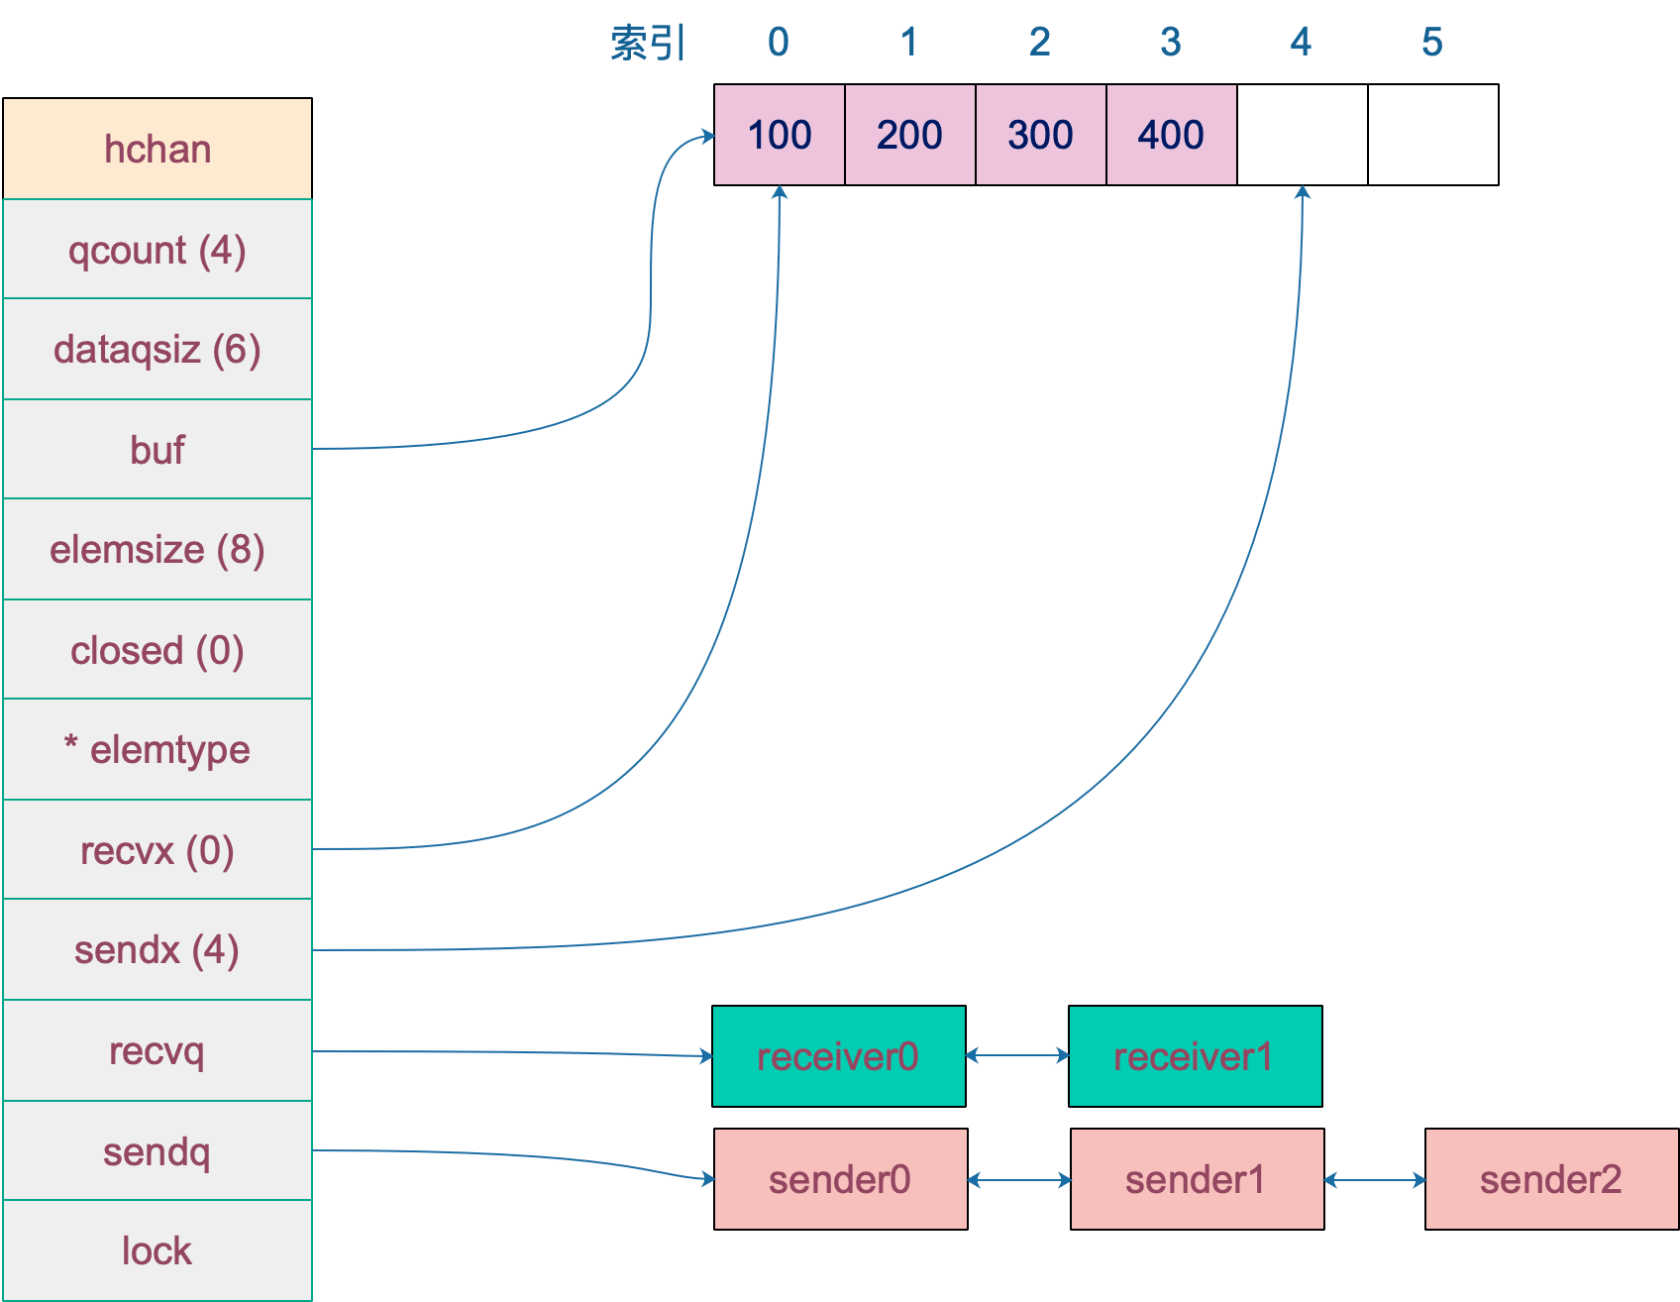 索引 0 1 2 3 4 5
100 200 300 400
hchan
qcount (4)
dataqsiz (6)
buf
elemsize (8)
closed (0)
* elemtype
recvx (0)
sendx (4)
recvq
receiver0 receiver1
sendq
sender0 sender1 sender2
lock